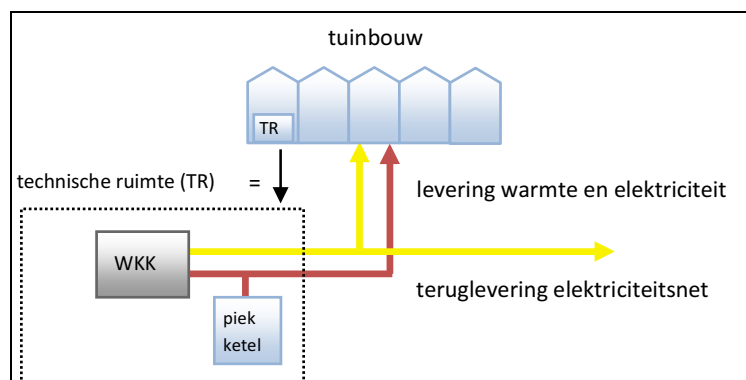 tuinbouw
TR
technische ruimte (TR) =
levering warmte en elektriciteit
WKK
teruglevering elektriciteitsnet
piek
ketel